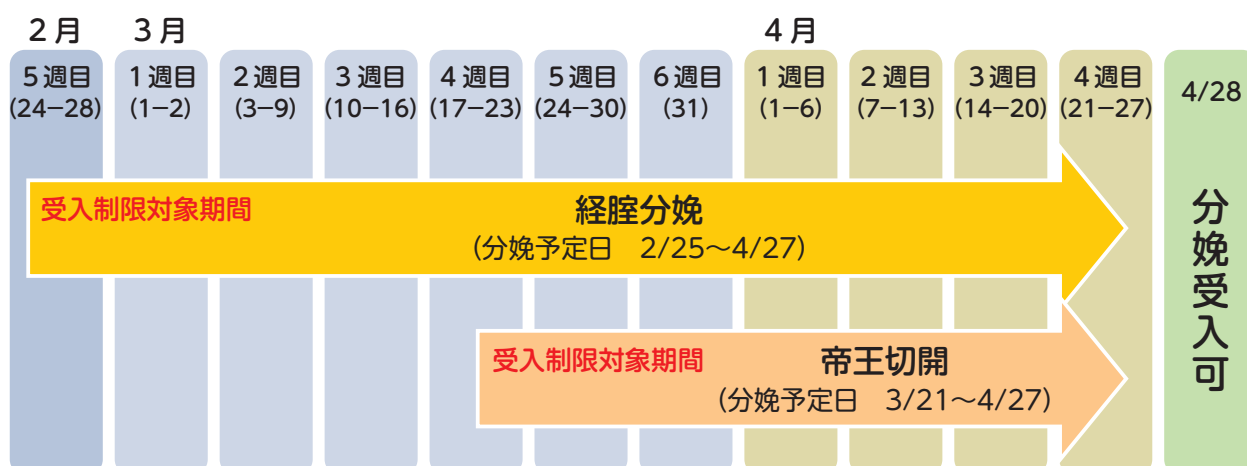 2月 3月 4月
5週目 1週目 2週目 3週目 4週目 5週目 6週目 1週目 2週目 3週目 4週目
(24−28) (1−2) (3−9) (10−16) (17−23) (24−30) (31) (1−6) (7−13) (14−20) (21−27) 4/28
受入制限対象期間 経腟分娩
(分娩予定日　2/25〜4/27)
受入制限対象期間 帝王切開
(分娩予定日　3/21〜4/27)
分娩受入可